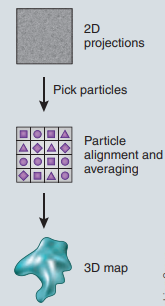 2D
projections
Pick particles
Particle
alignment and
averaging
3D map